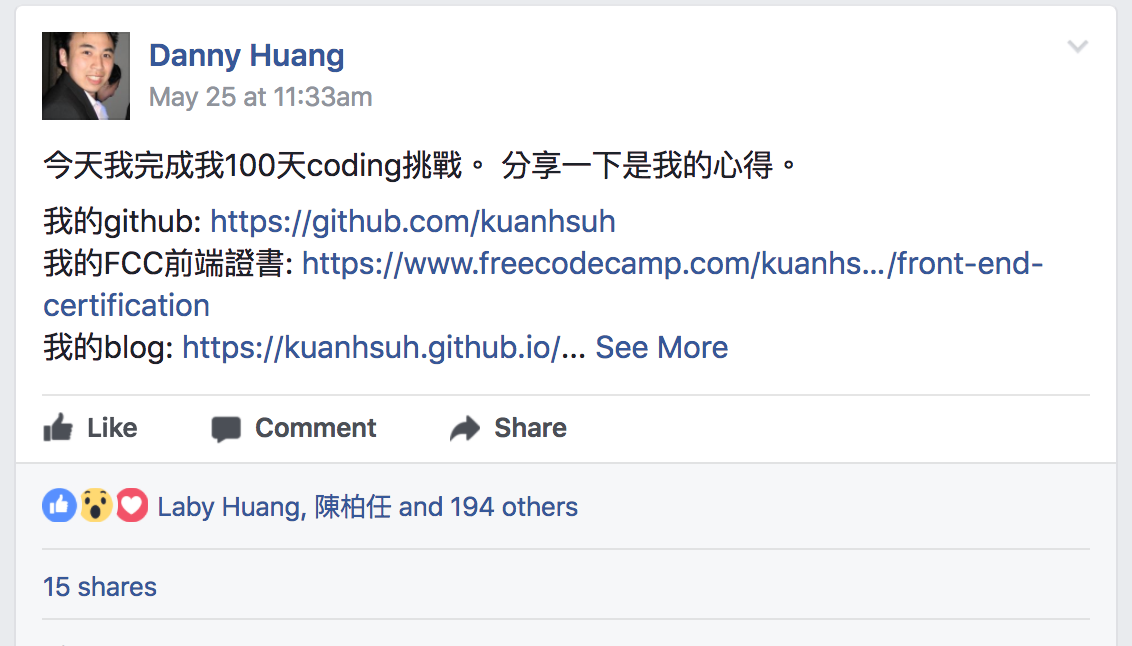 Danny Huang
May 25 at 11:33am
今天我完成我100天coding挑戰。 分享一下是我的心得。
我的github: https://github.com/kuanhsuh
我的FCC前端證書: https://www.freecodecamp.com/kuanhs.../front-end-
certification
我的blog: https://kuanhsuh.github.io/... See More
Like Comment Share
Laby Huang, 陳柏任 and 194 others
15 shares